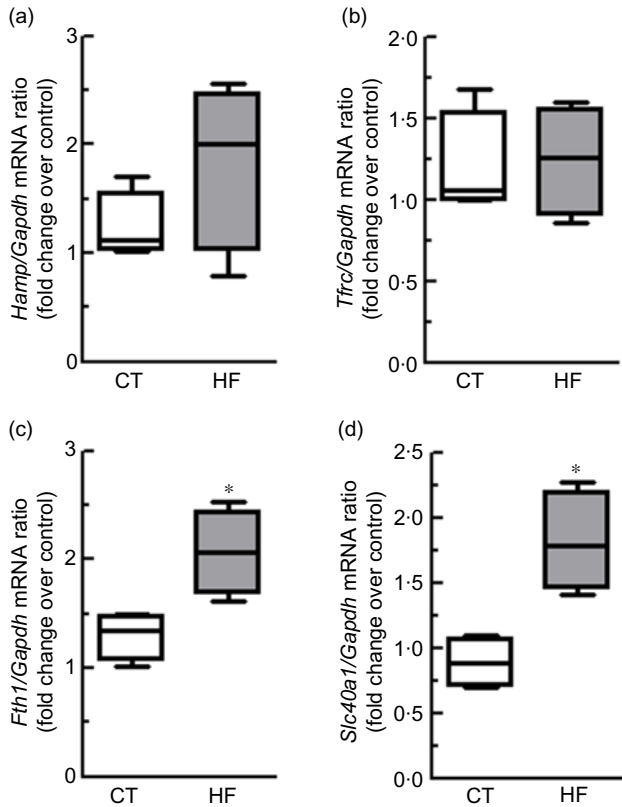 (a)
Hamp/Gapdh mRNA ratio
(fold change over control)
3
2
1
0
CT HF
(b)
Tfrc/Gapdh mRNA ratio
(fold change over control)
2·0
1·5
1·0
0·5
0·0
CT HF
(c)
Fth1/Gapdh mRNA ratio
(fold change over control)
3
2
1
0
*
CT HF
(d)
Slc40a1/Gapdh mRNA ratio
(fold change over control)
2·5
2·0
1·5
1·0
0·5
0·0
*
CT HF